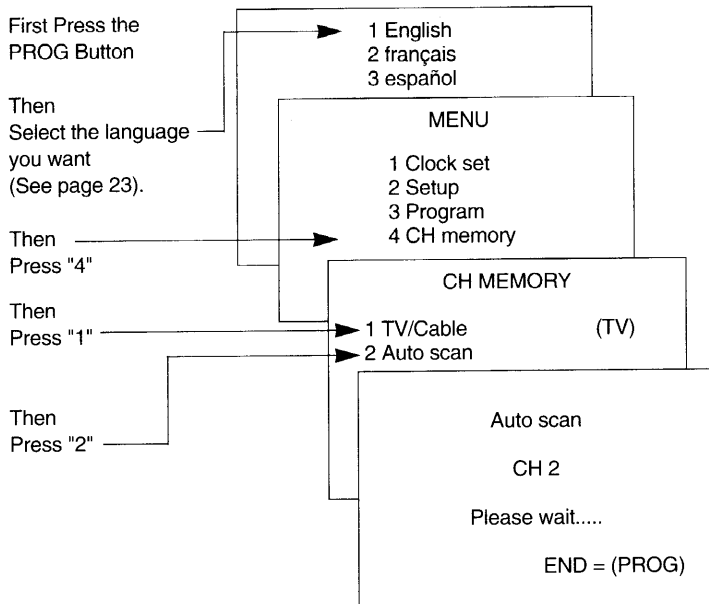 First Press the
PROG Button
Then
Select the language
you want
(See page 23).
Then
Press "4"
Then
Press "1"
Then
Press "2"
1 English
2 français
3 español
MENU
1 Clock set
2 Setup
3 Program
4 CH memory
CH MEMORY
1 TV/Cable (TV)
2 Auto scan
Auto scan
CH 2
Please wait.....
END = (PROG)